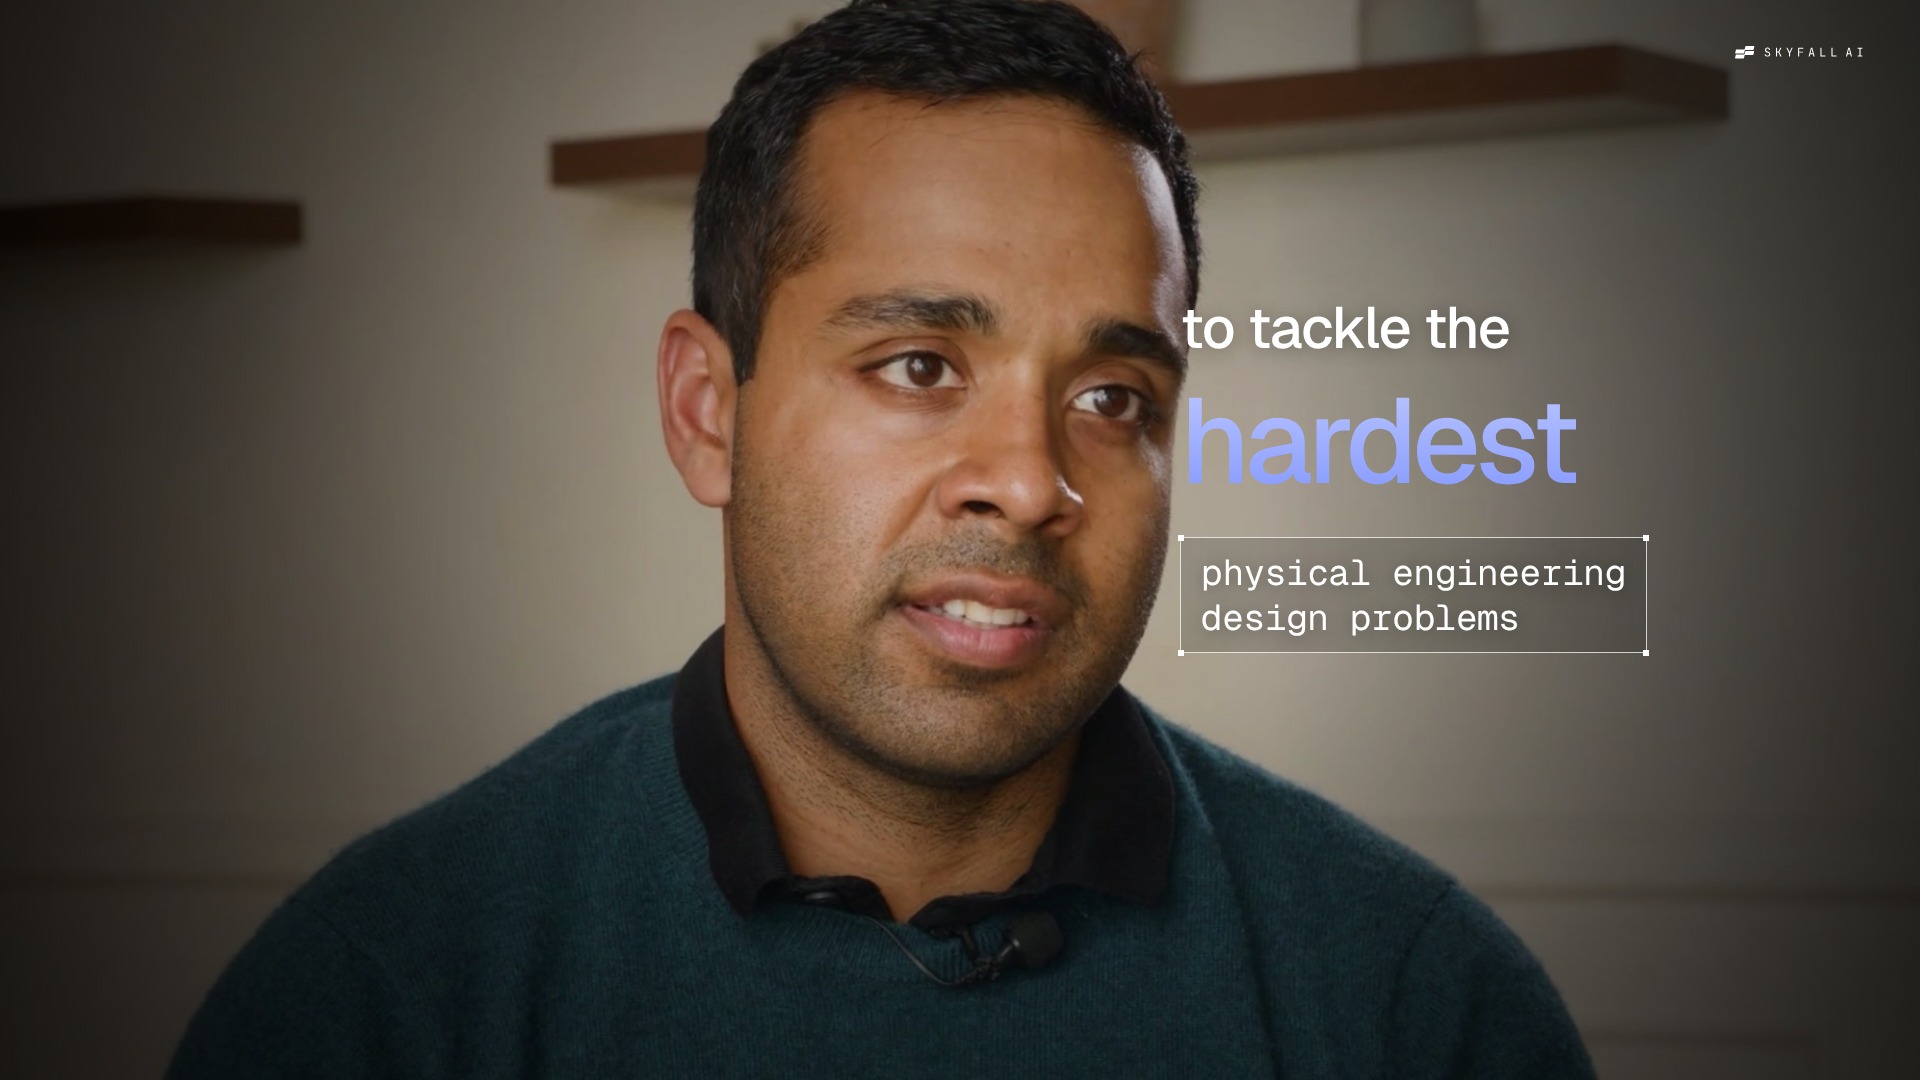 SKYFALL AI
to tackle the
hardest
physical engineering
design problems